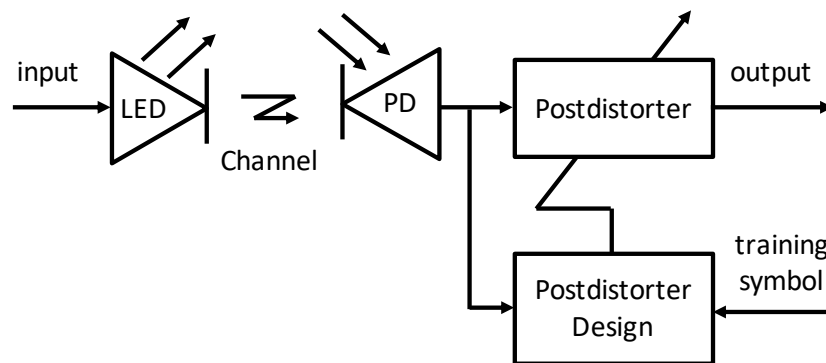 input
LED
Channel
PD
Postdistorter
output
Postdistorter
Design
training
symbol